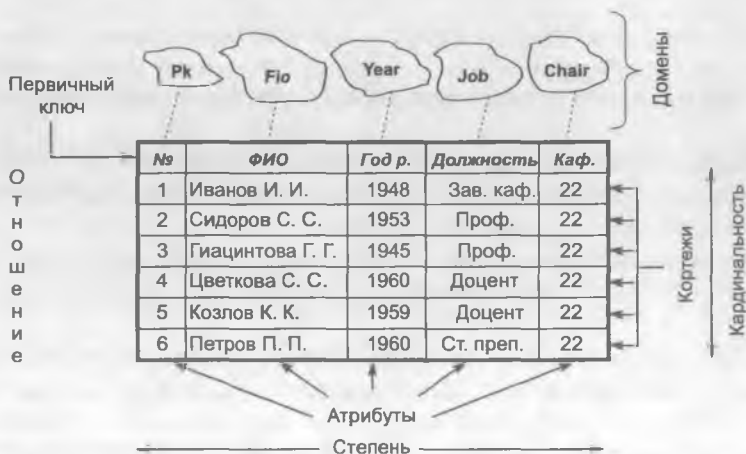 Pk Fio Year Job Chair
Домены
Первичный
ключ
№ ФИО Год р. Должность Каф.
1 Иванов И. И. 1948 Зав. каф. 22
2 Сидоров С. С. 1953 Проф. 22
3 Гиацинтова Г. Г. 1945 Проф. 22
4 Цветкова С. С. 1960 Доцент 22
5 Козлов К. К. 1959 Доцент 22
6 Петров П. П. 1960 Ст. преп. 22
Отношение
Кортежи
Кардинальность
Атрибуты
Степень